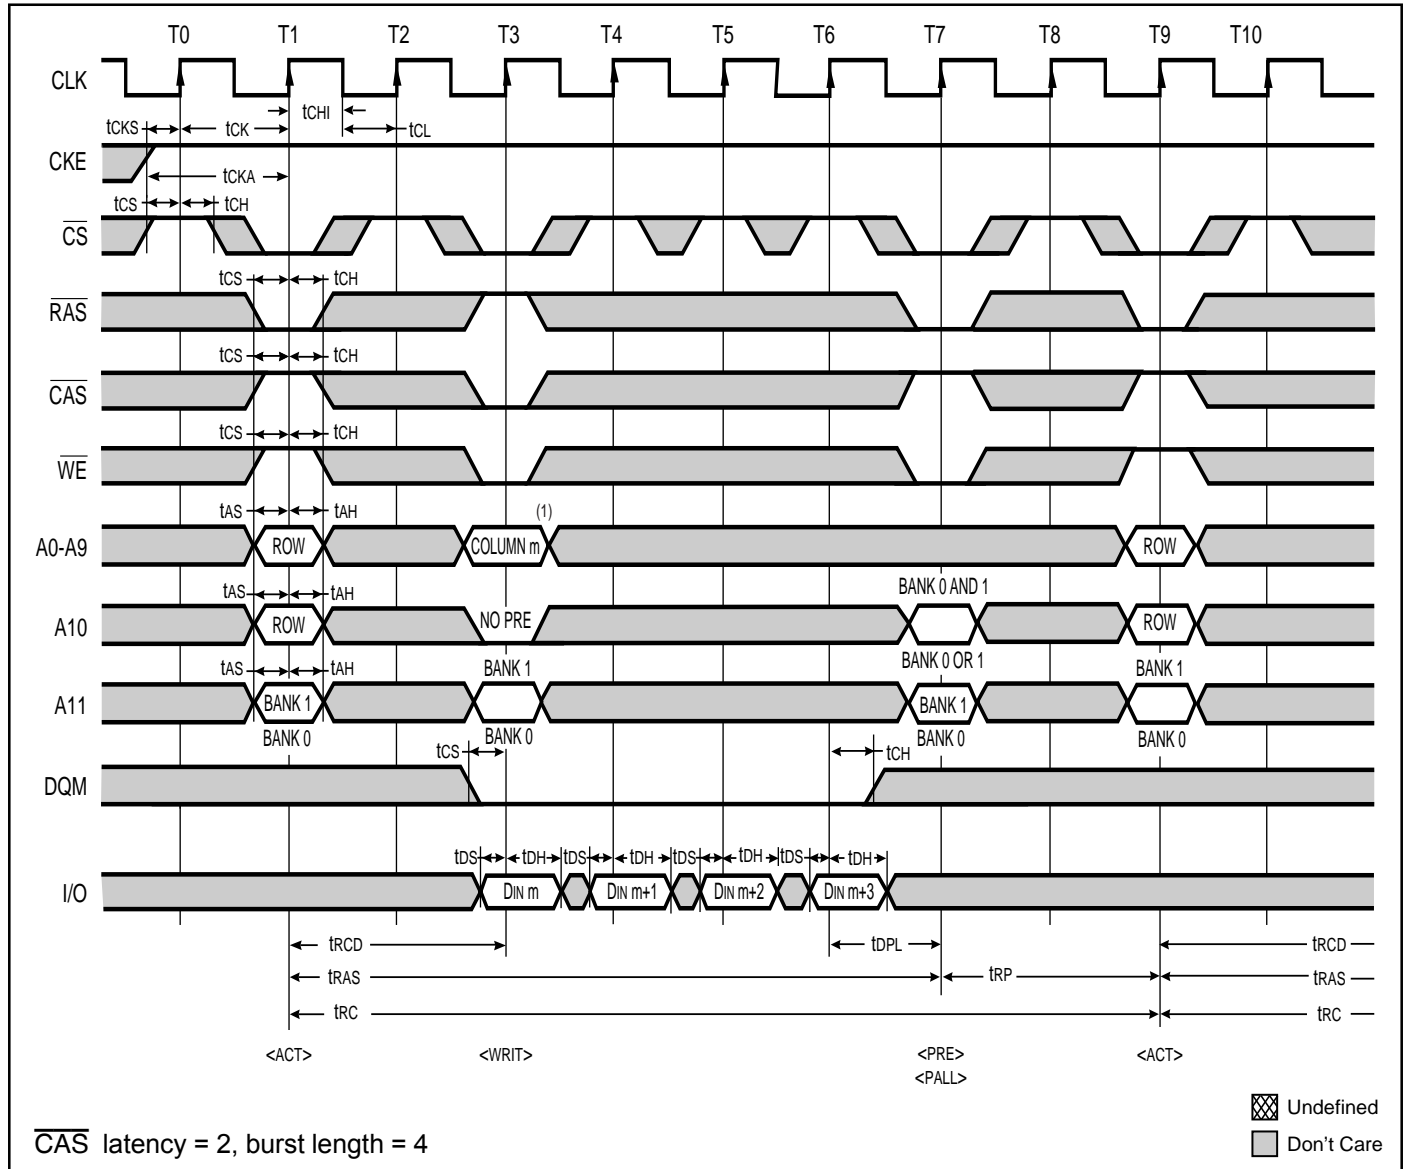 T0 T1 T2 T3 T4 T5 T6 T7 T8 T9 T10
CLK
tCHI
tCKS tCK tCL
CKE
tCKA
tCS tCH
CS
tCS tCH
RAS
tCS tCH
CAS
tCS tCH
WE
tAS tAH (1)
A0-A9 ROW COLUMN m ROW
tAS tAH BANK 0 AND 1
A10 ROW NO PRE ROW
tAS tAH BANK 1 BANK 0 OR 1 BANK 1
A11 BANK 1 BANK 1
BANK 0 BANK 0 BANK 0 BANK 0
tCS tCH
DQM
tDS tDH tDS tDH tDS tDH tDS tDH
I/O DIN m DIN m+1 DIN m+2 DIN m+3
tRCD tDPL tRCD
tRAS tRP tRAS
tRC tRC
<ACT> <WRIT> <PRE> <ACT>
<PALL>
Undefined
CAS latency = 2, burst length = 4 Don't Care